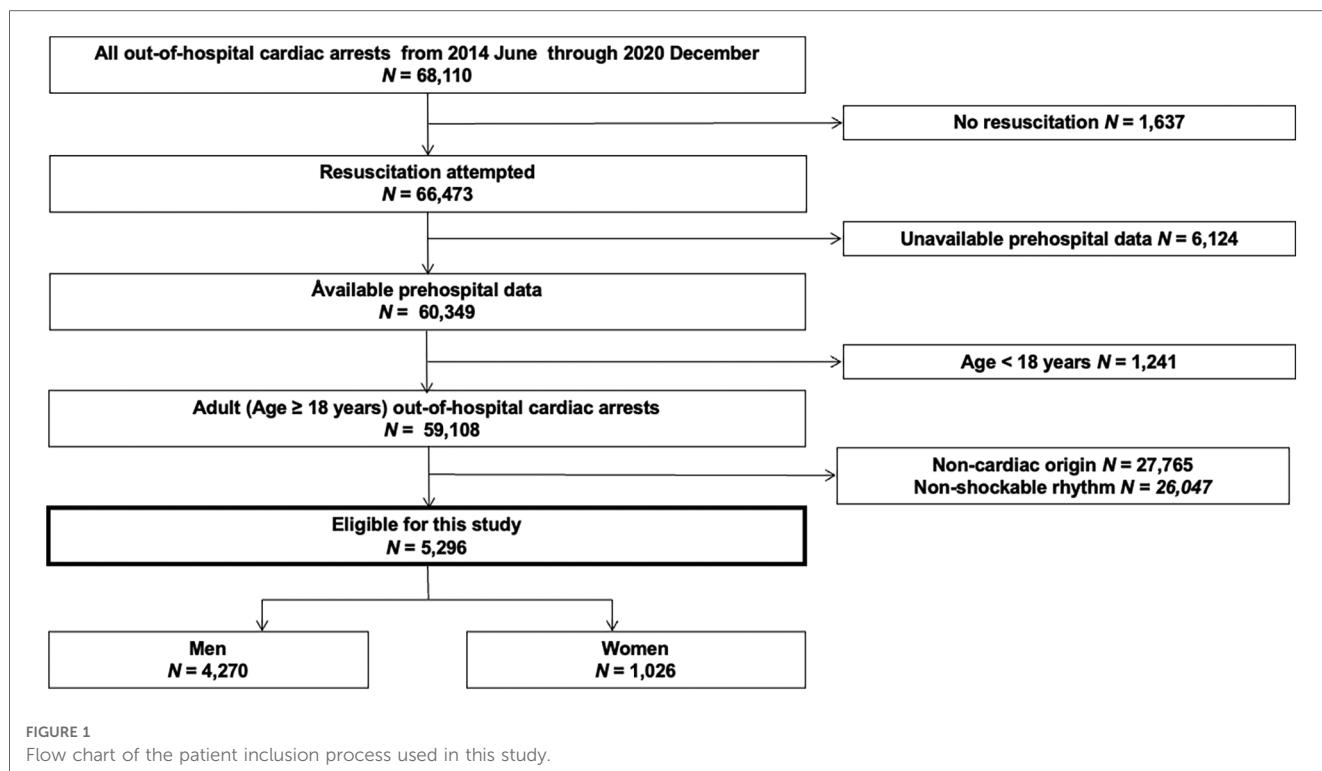 All out-of-hospital cardiac arrests from 2014 June through 2020 December
N = 68,110
No resuscitation N = 1,637
Resuscitation attempted
N = 66,473
Unavailable prehospital data N = 6,124
Available prehospital data
N = 60,349
Age < 18 years N = 1,241
Adult (Age ≥ 18 years) out-of-hospital cardiac arrests
N = 59,108
Non-cardiac origin N = 27,765
Non-shockable rhythm N = 26,047
Eligible for this study
N = 5,296
Men
N = 4,270
Women
N = 1,026
FIGURE 1
Flow chart of the patient inclusion process used in this study.